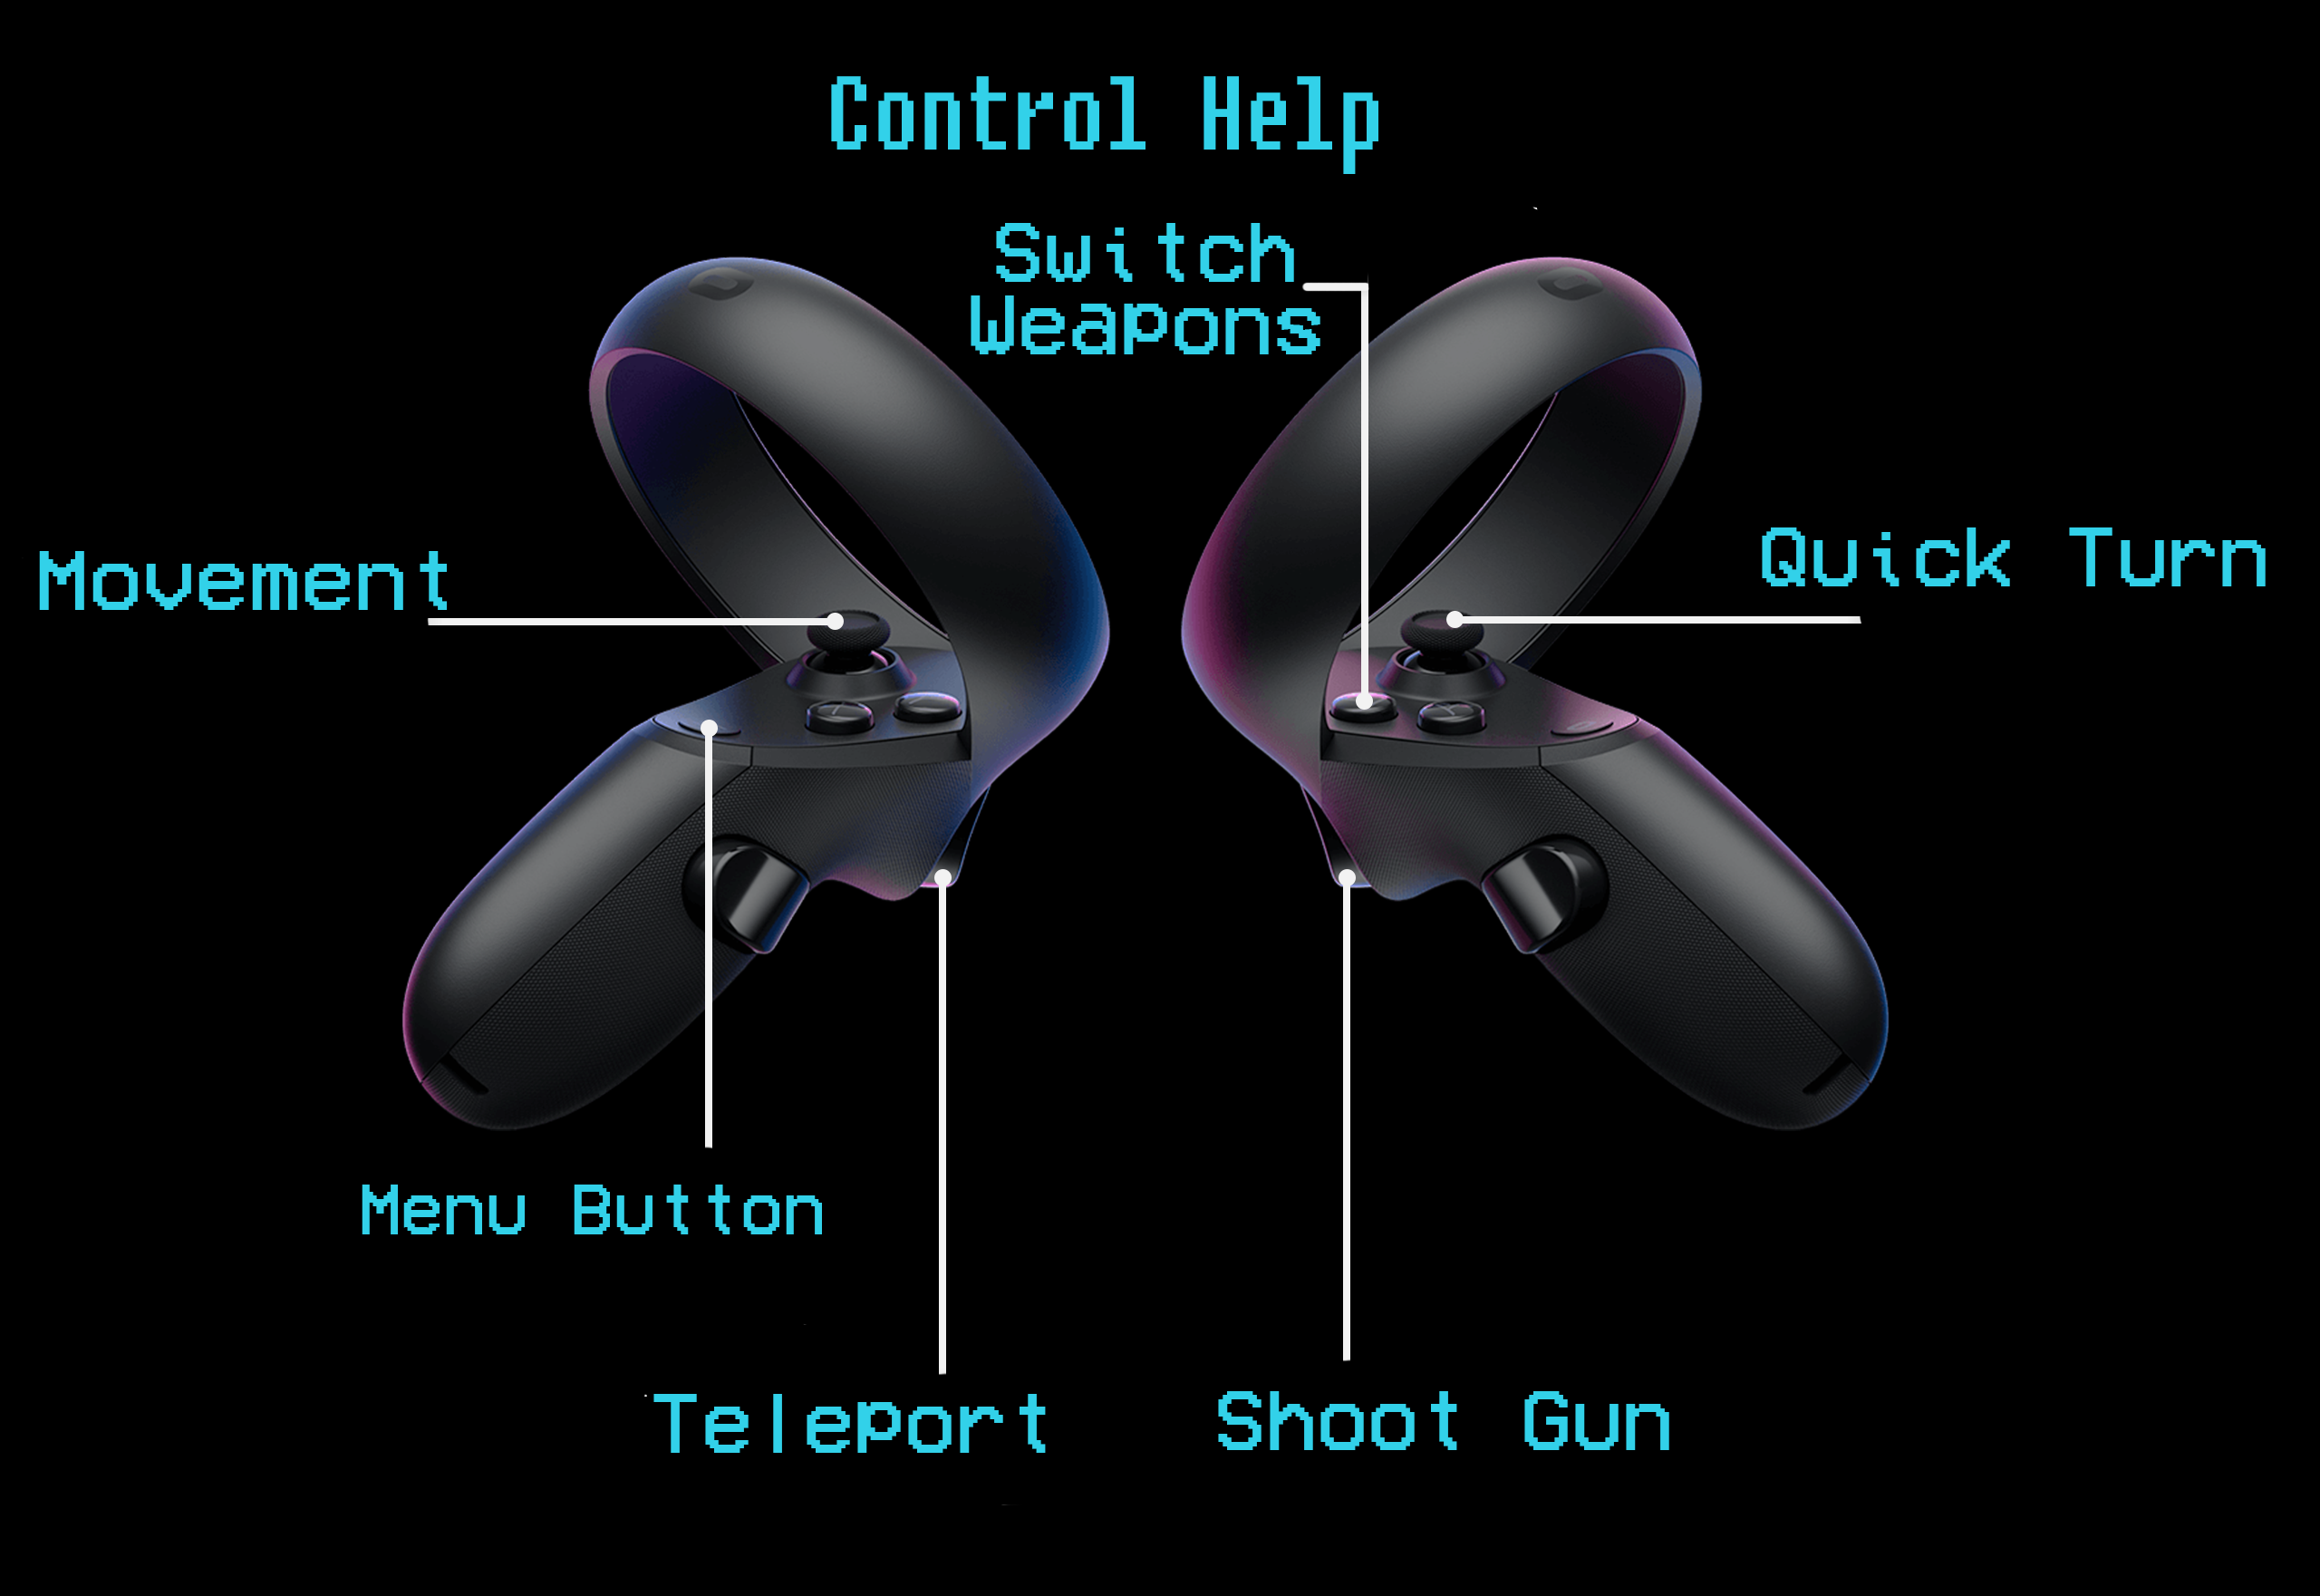 Control Help
Switch
Weapons
Movement
Quick Turn
Menu Button
Teleport
Shoot Gun